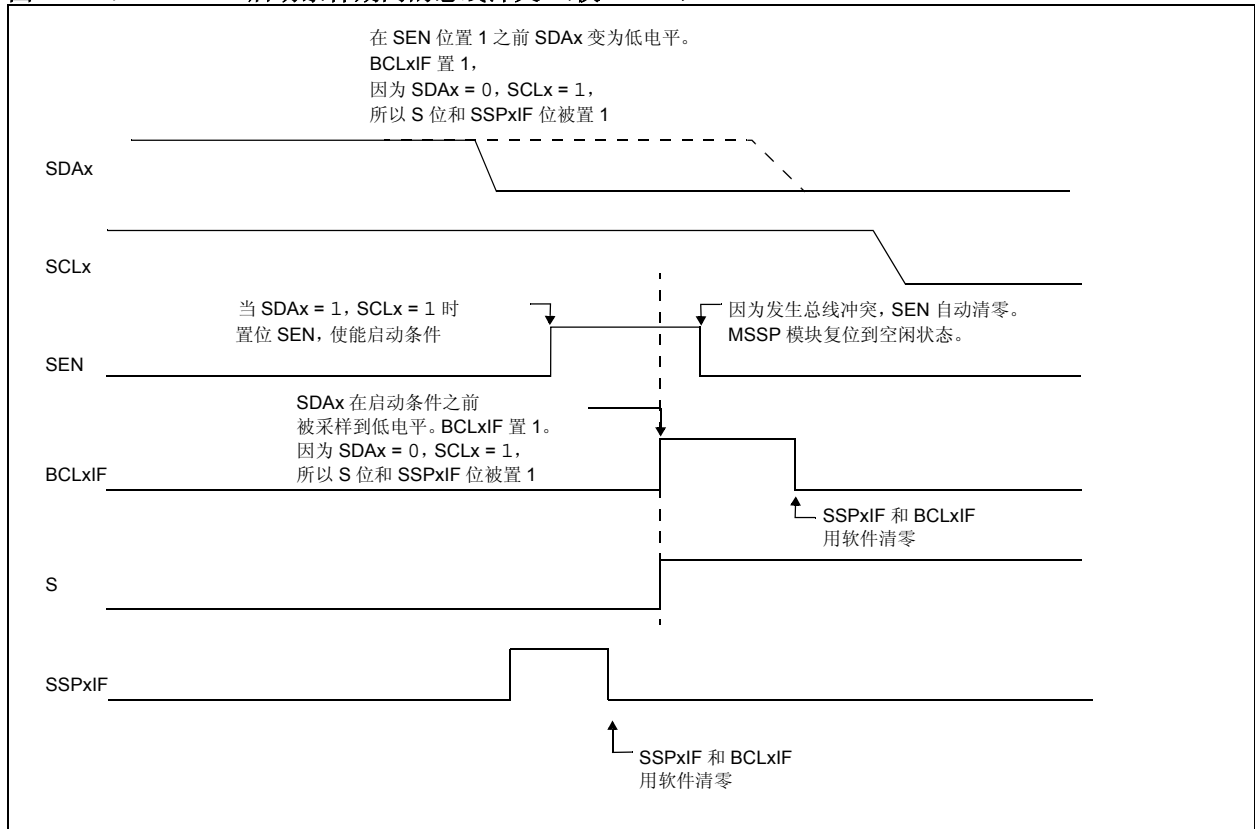 在 SEN 位置 1 之前 SDAx 变为低电平。
BCLxIF 置 1，
因为 SDAx = 0，SCLx = 1，
所以 S 位和 SSPxIF 位被置 1
SDAx
SCLx
当 SDAx = 1，SCLx = 1 时
置位 SEN，使能启动条件
因为发生总线冲突，SEN 自动清零。
MSSP 模块复位到空闲状态。
SEN
SDAx 在启动条件之前
被采样到低电平。BCLxIF 置 1。
因为 SDAx = 0，SCLx = 1，
所以 S 位和 SSPxIF 位被置 1
BCLxIF
SSPxIF 和 BCLxIF
用软件清零
S
SSPxIF
SSPxIF 和 BCLxIF
用软件清零